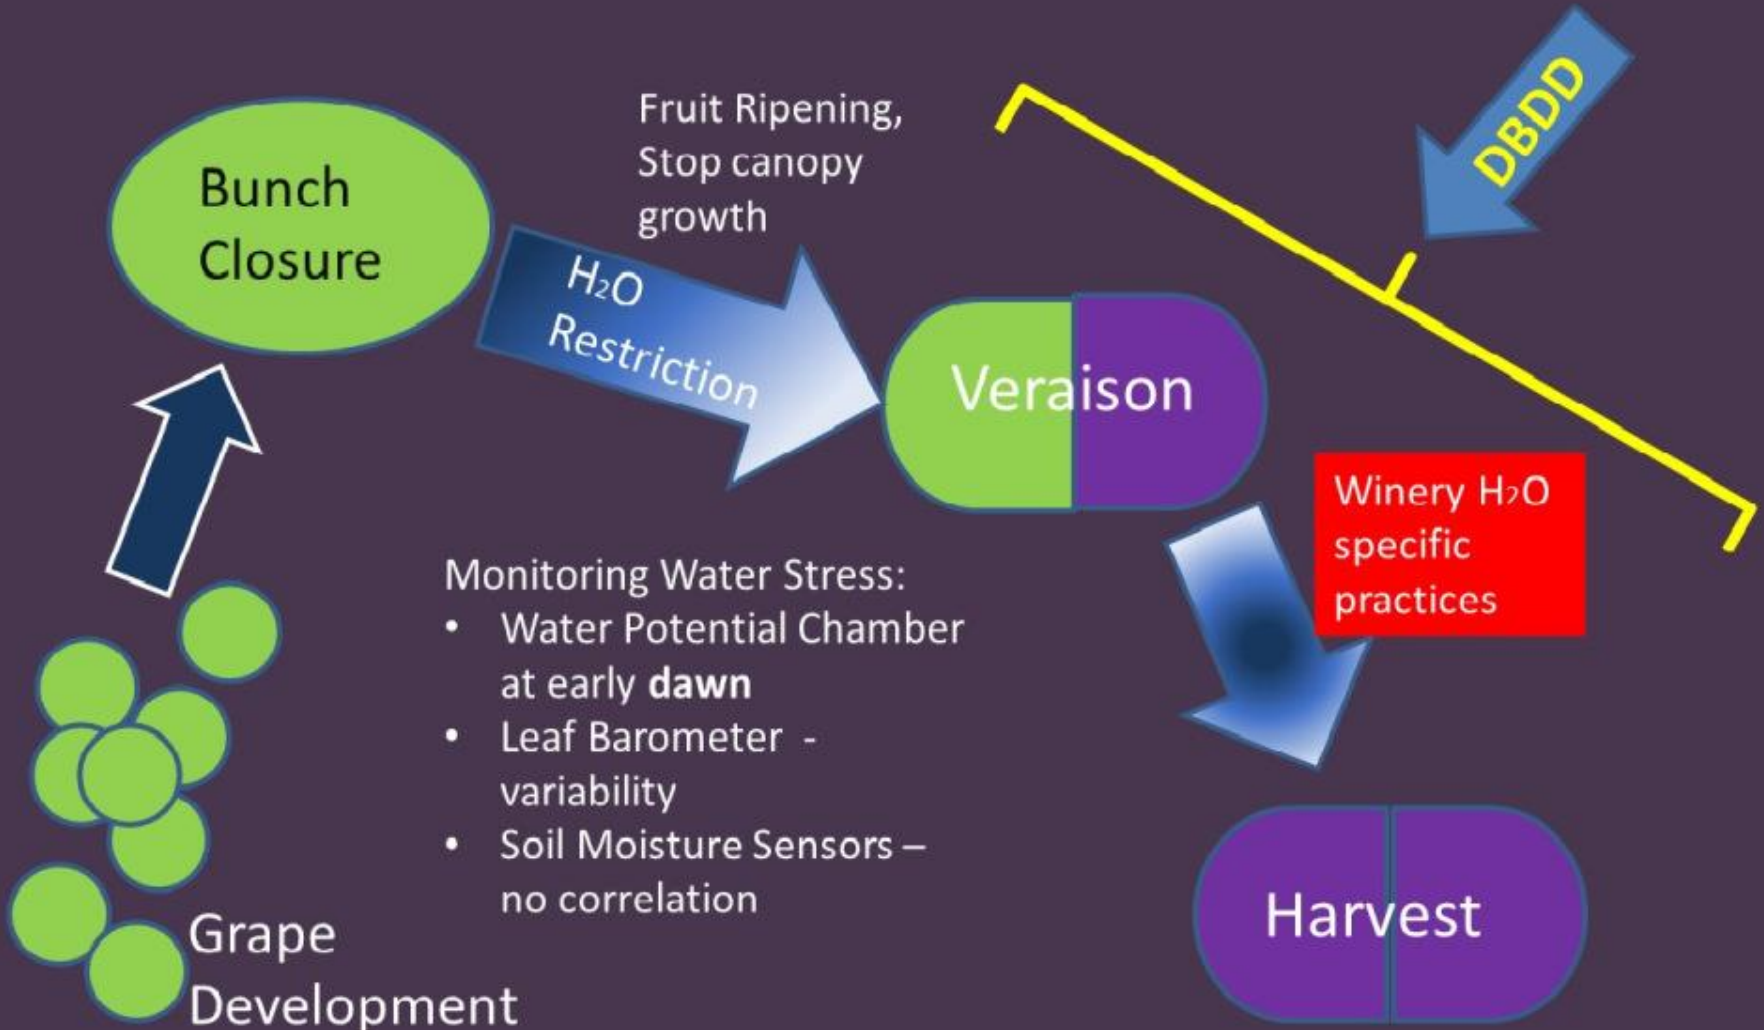 Bunch
Closure
Fruit Ripening,
Stop canopy
growth
DBDD
H₂O
Restriction
Veraison
Winery H₂O
specific
practices
Monitoring Water Stress:
• Water Potential Chamber
at early dawn
• Leaf Barometer -
variability
• Soil Moisture Sensors –
no correlation
Grape
Development
Harvest